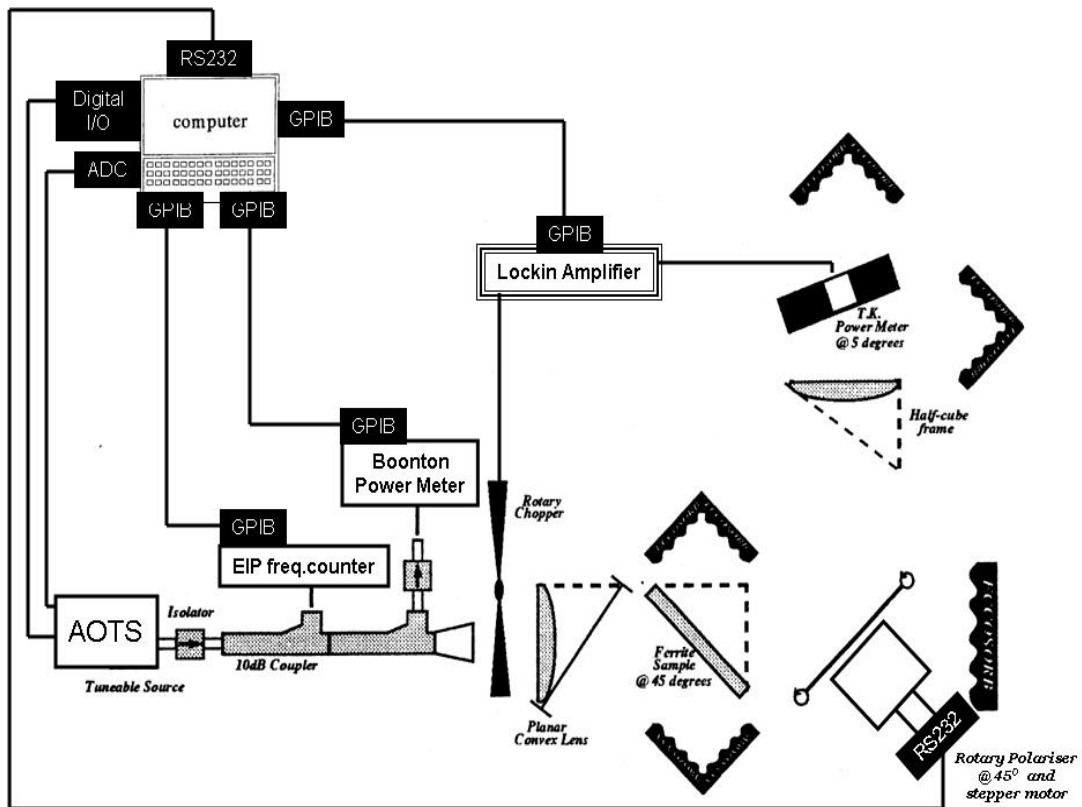 RS232
Digital
I/O
computer
GPIB
ADC
GPIB
GPIB
GPIB
Lockin Amplifier
T.K.
Power Meter
@ 5 degrees
Half-cube
frame
GPIB
Boonton
Power Meter
Rotary
Chopper
GPIB
EIP freq.counter
Isolator
AOTS
10dB Coupler
Tuneable Source
Ferrite
Sample
@ 45 degrees
Planar
Convex Lens
ECCOSORB
RS232
Rotary Polariser
@ 45⁰ and
stepper motor